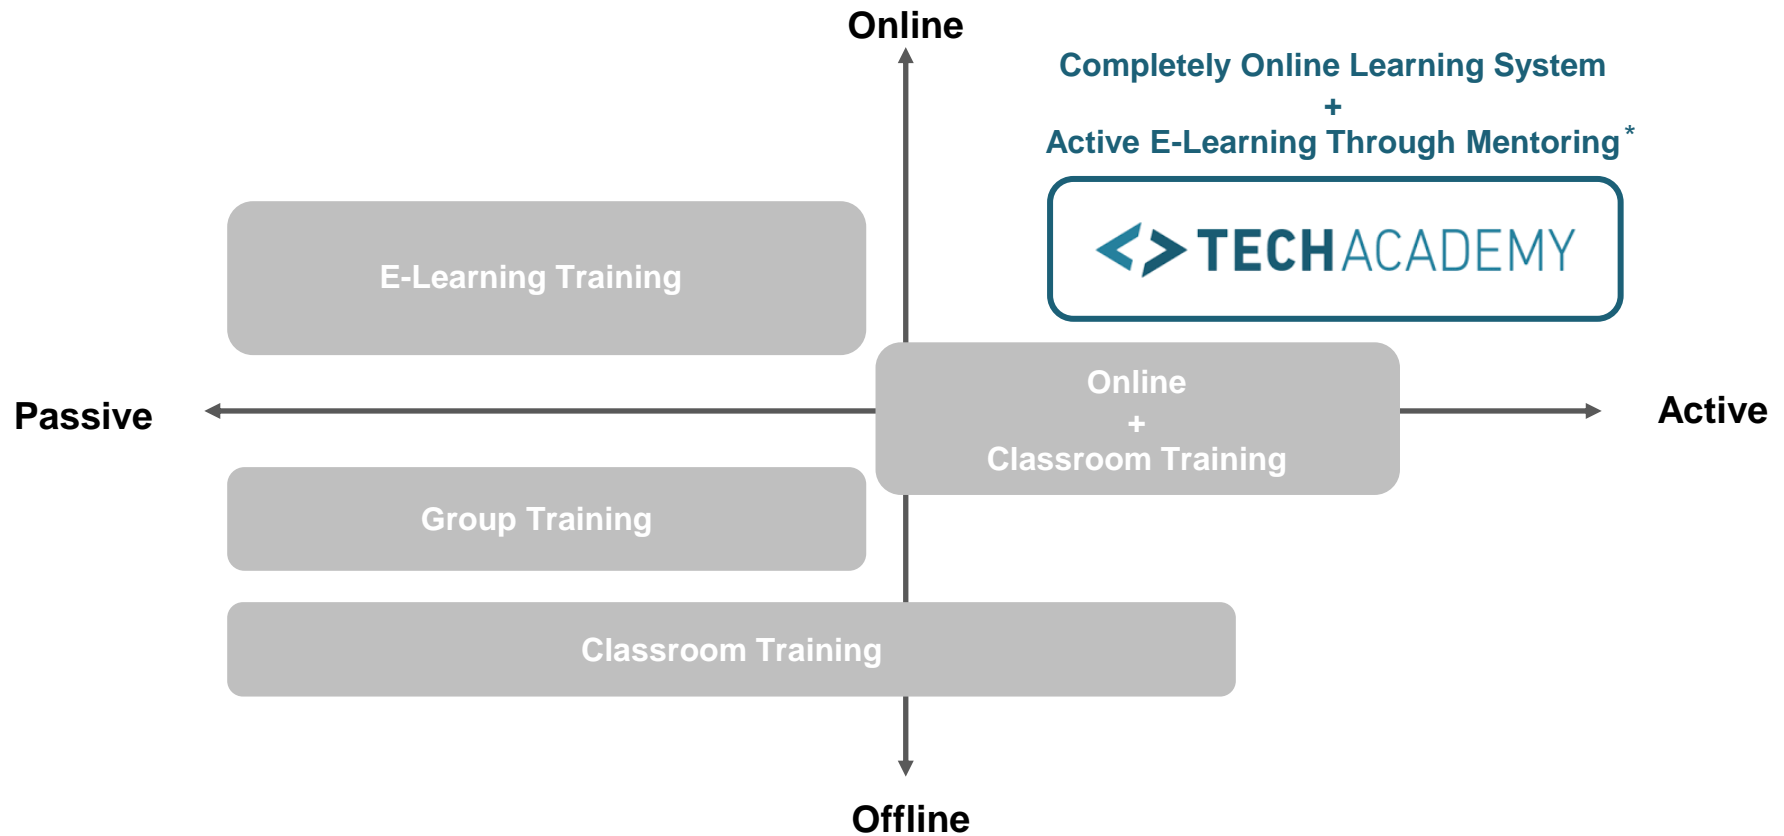 Online
Completely Online Learning System
+
Active E-Learning Through Mentoring*
<> TECHACADEMY
E-Learning Training
Online
+
Classroom Training
Passive
Active
Group Training
Classroom Training
Offline